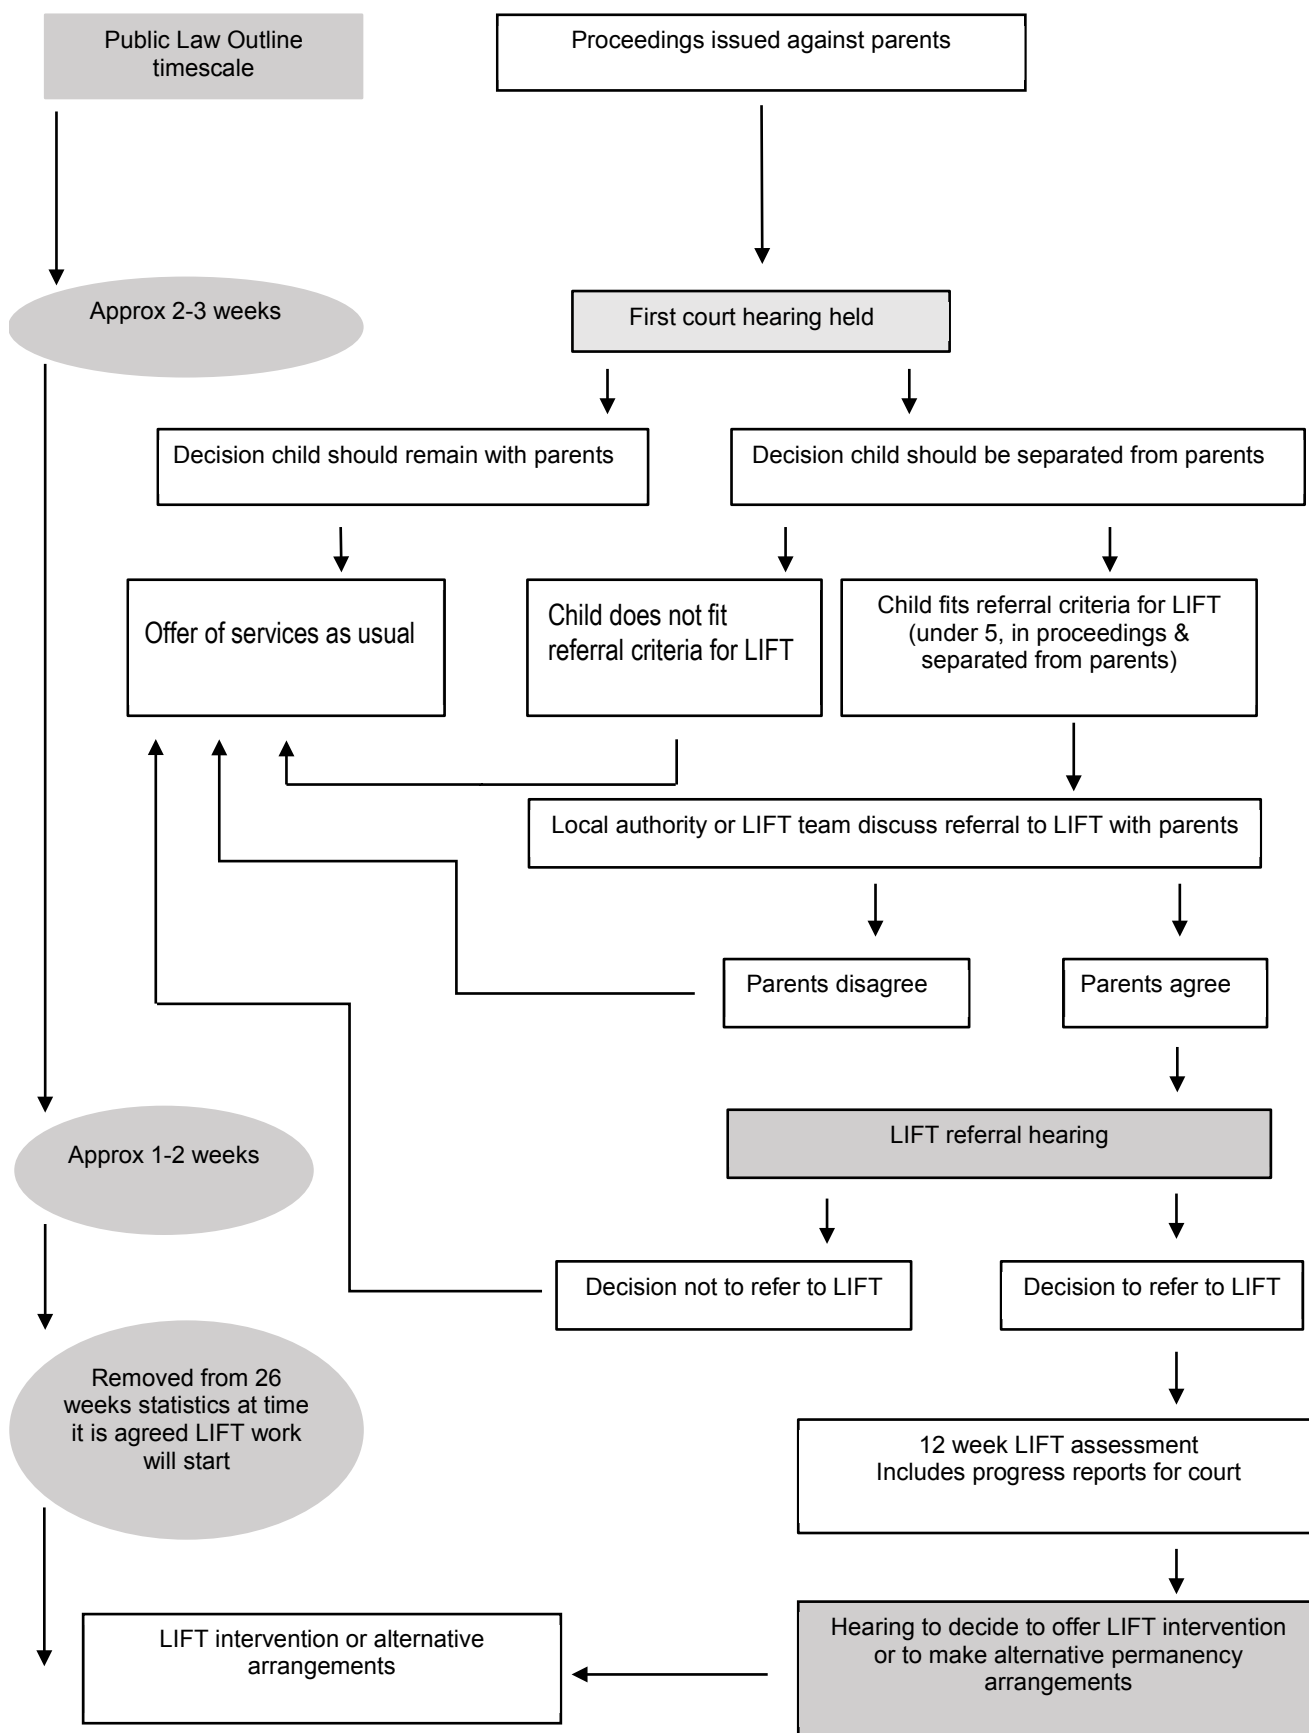 Public Law Outline
timescale
Proceedings issued against parents
Approx 2-3 weeks
First court hearing held
Decision child should remain with parents
Decision child should be separated from parents
Offer of services as usual
Child does not fit
referral criteria for LIFT
Child fits referral criteria for LIFT
(under 5, in proceedings &
separated from parents)
Local authority or LIFT team discuss referral to LIFT with parents
Parents disagree
Parents agree
LIFT referral hearing
Approx 1-2 weeks
Decision not to refer to LIFT
Decision to refer to LIFT
Removed from 26
weeks statistics at time
it is agreed LIFT work
will start
12 week LIFT assessment
Includes progress reports for court
LIFT intervention or alternative
arrangements
Hearing to decide to offer LIFT intervention
or to make alternative permanency
arrangements